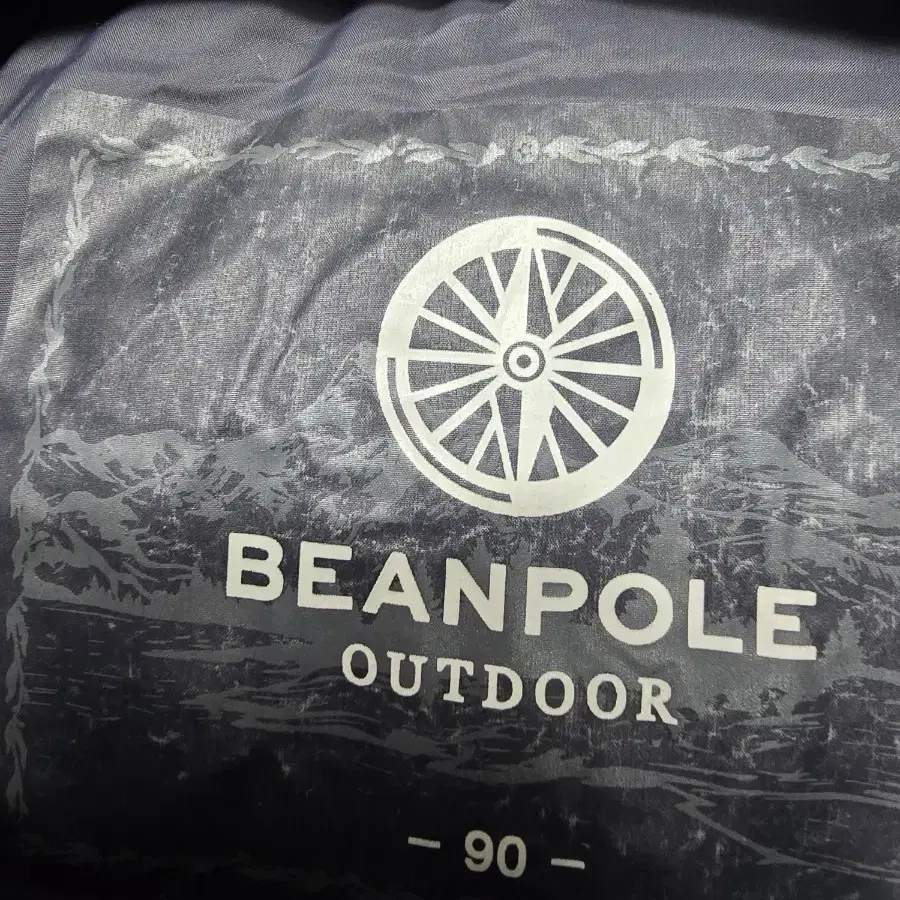 BEANPOLE
OUTDOOR
- 90 -